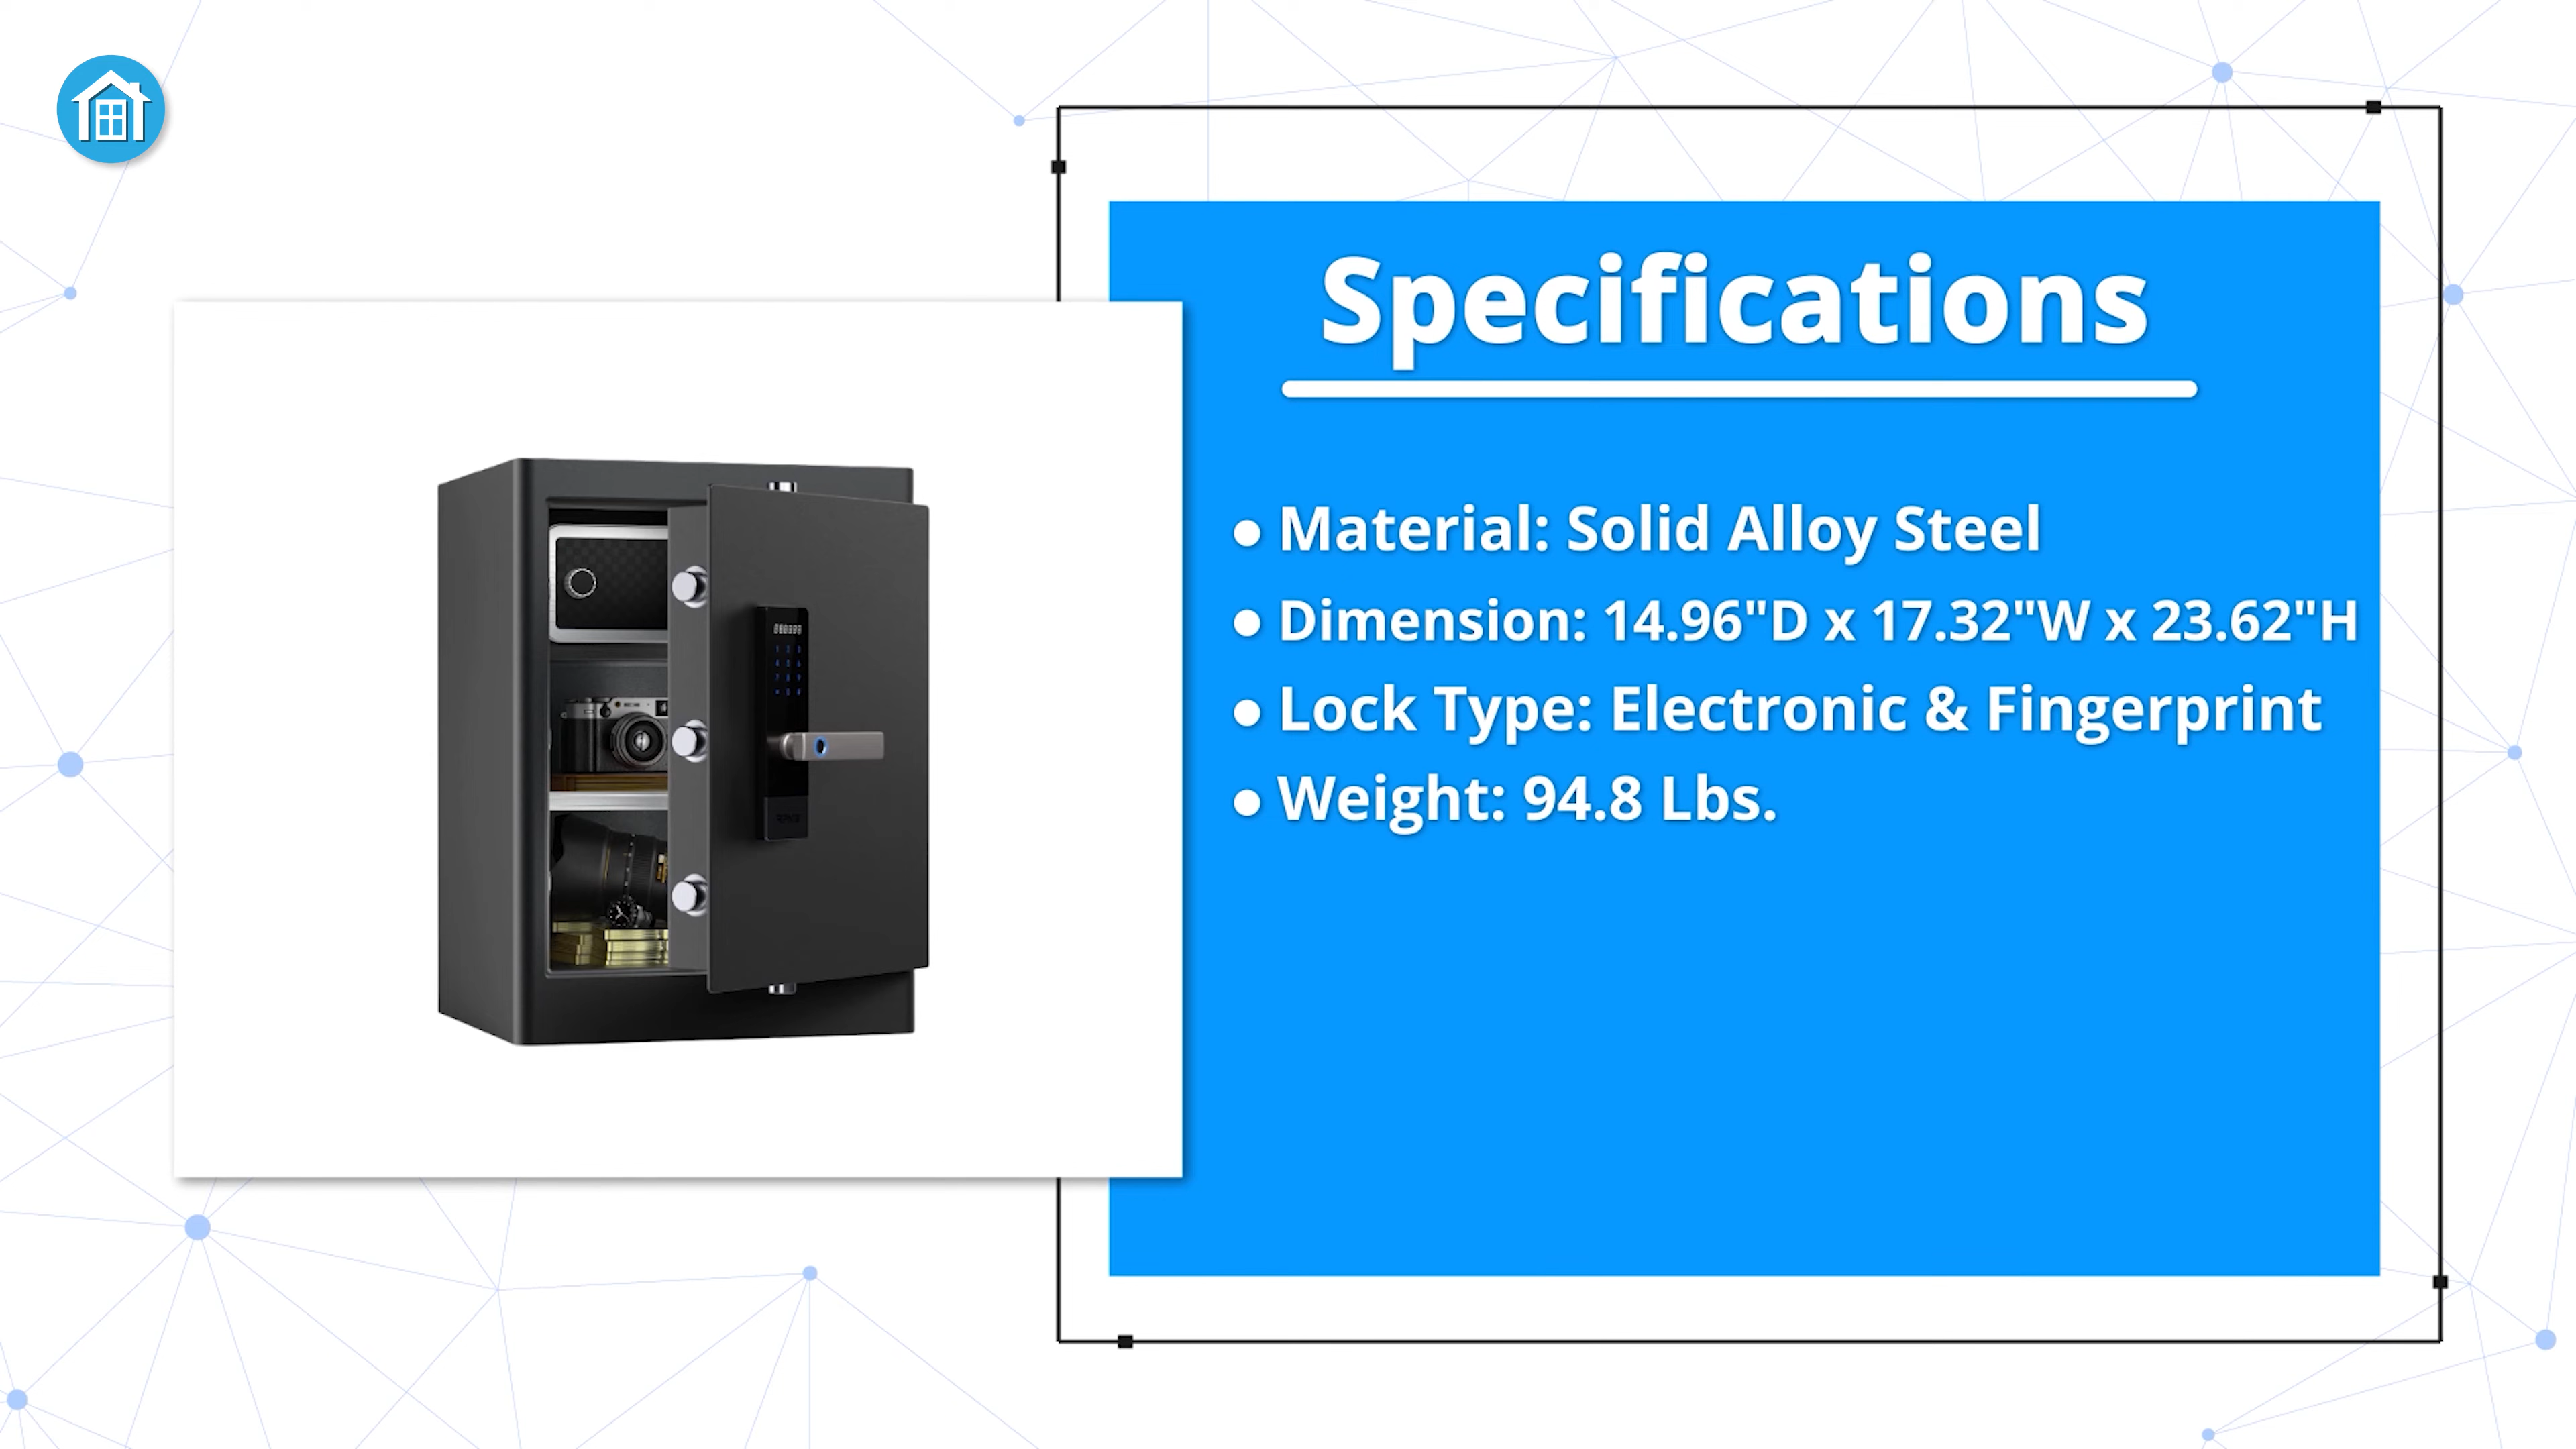 Specifications
● Material: Solid Alloy Steel
● Dimension: 14.96"D x 17.32"W x 23.62"H
● Lock Type: Electronic & Fingerprint
● Weight: 94.8 Lbs.